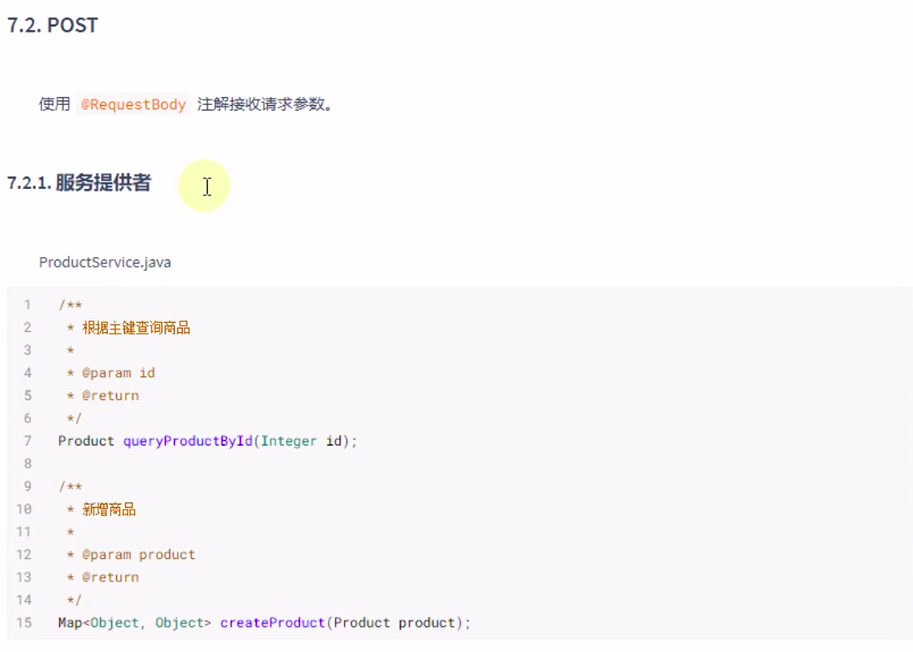 7.2. POST
使用 @RequestBody 注解接收请求参数。
7.2.1. 服务提供者
ProductService.java
1 /**
2 * 根据主键查询商品
3 *
4 * @param id
5 * @return
6 */
7 Product queryProductById(Integer id);
8
9 /**
10 * 新增商品
11 *
12 * @param product
13 * @return
14 */
15 Map<Object, Object> createProduct(Product product);